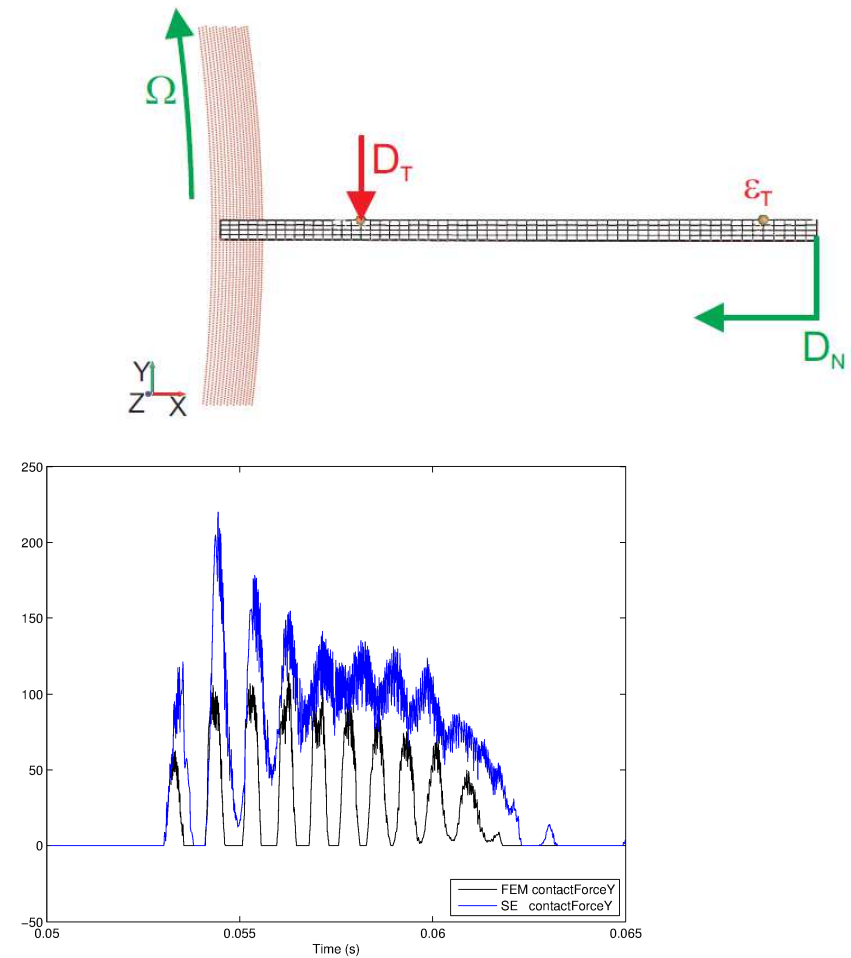 Ω
D_T
ε_T
D_N
Y
Z X
250
200
150
100
50
0
−50
0.05 0.055 0.06 0.065
Time (s)
FEM contactForceY
SE contactForceY